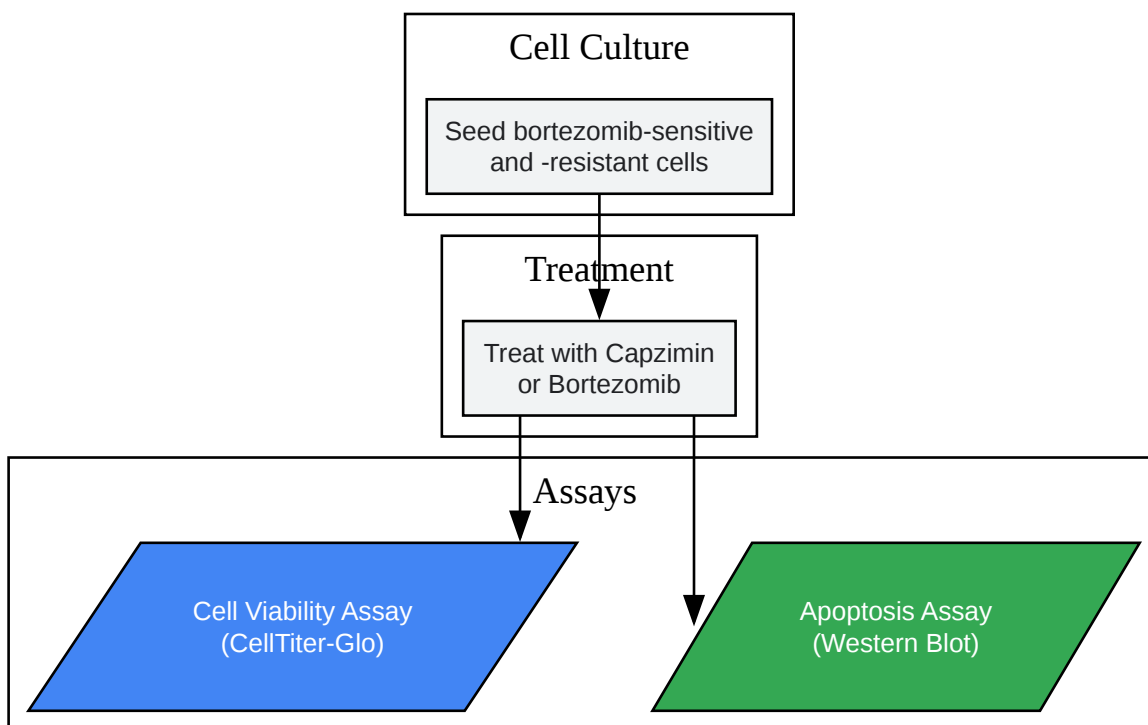 Cell Culture
Seed bortezomib-sensitive
and -resistant cells
Treatment
Treat with Capzimin
or Bortezomib
Assays
Cell Viability Assay
(CellTiter-Glo)
Apoptosis Assay
(Western Blot)